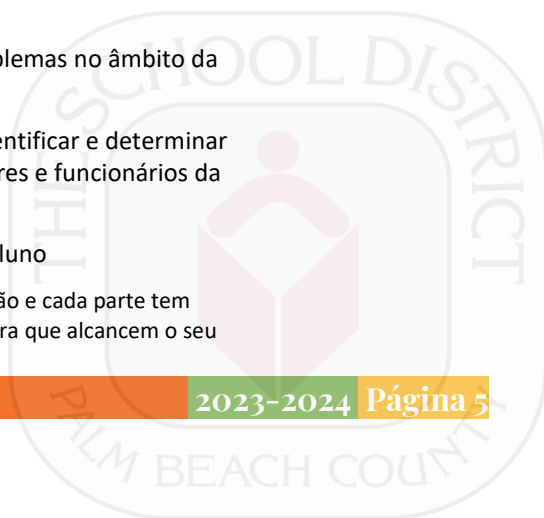 blemas no âmbito da
entificar e determinar
res e funcionários da
luno
ão e cada parte tem
ra que alcancem o seu
2023-2024 Página 5
THE SCHOOL DISTRICT
PALM BEACH COUNTY